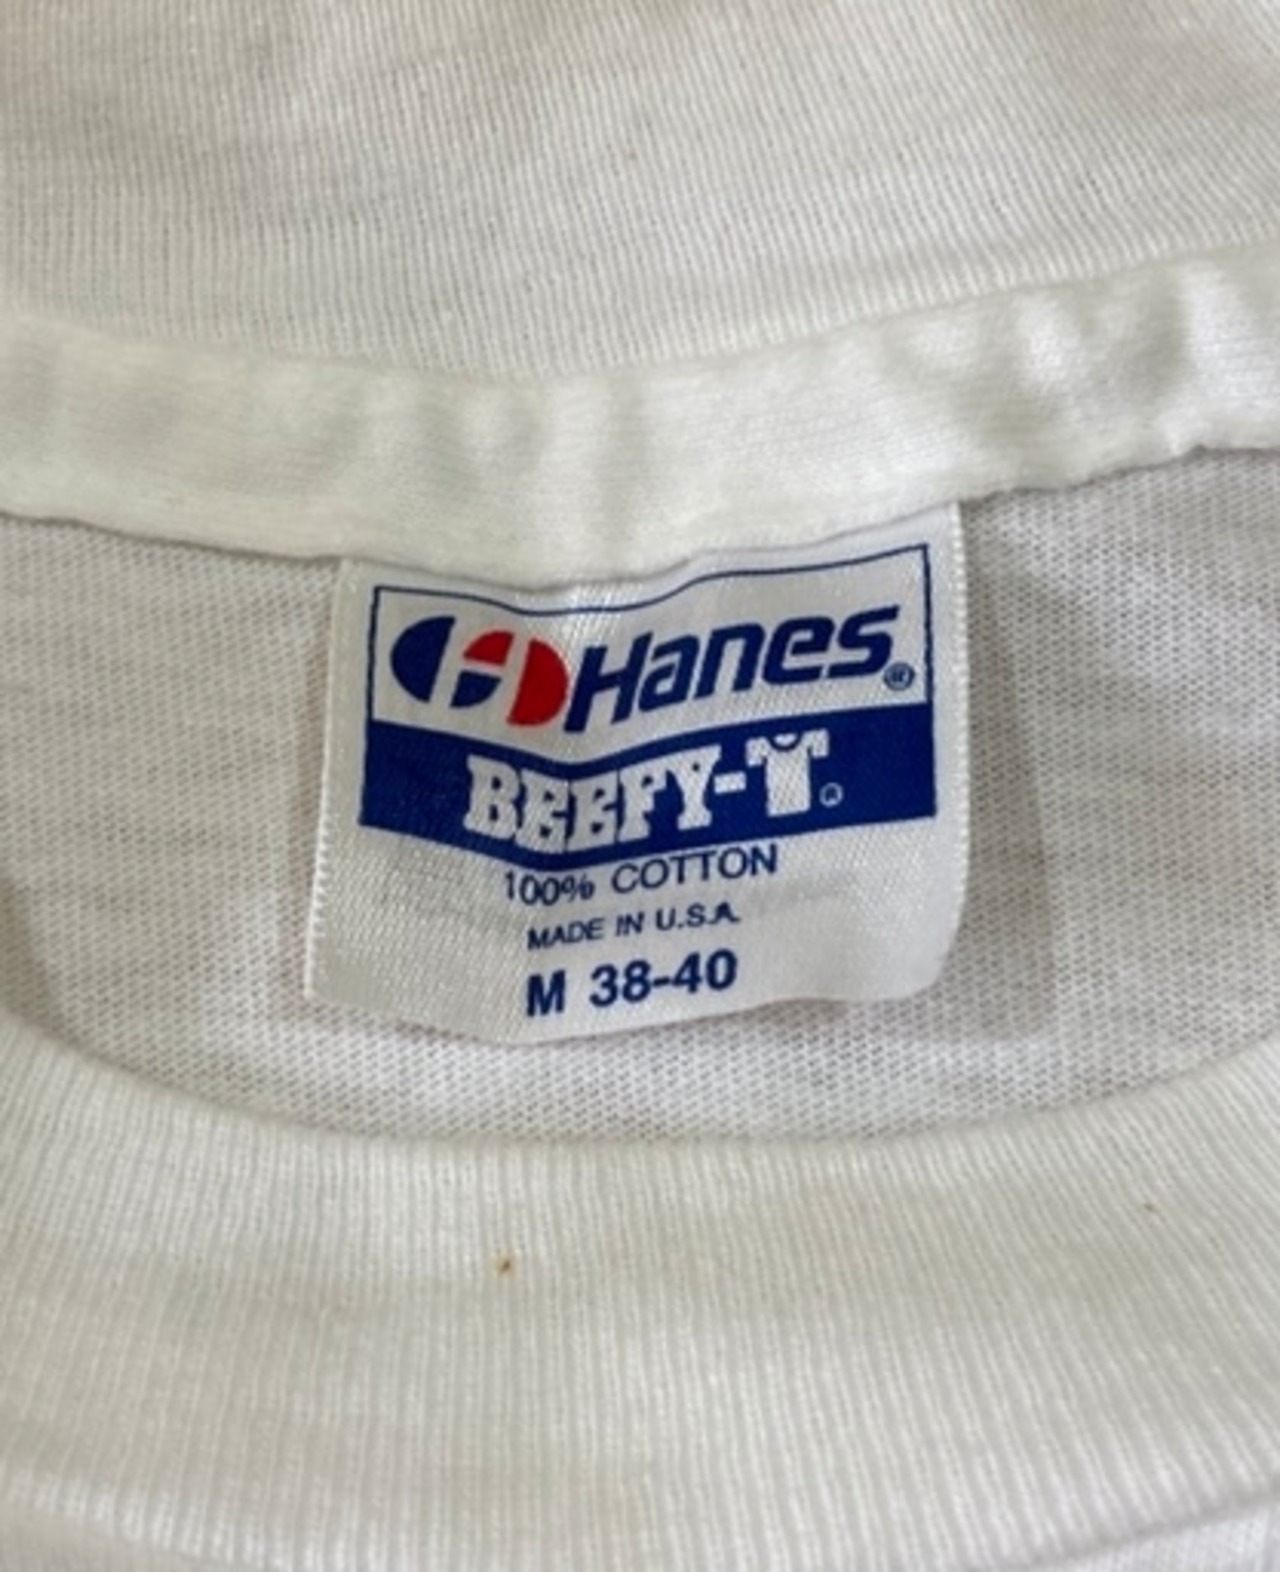 Hanes®
BEEFY-T®
100% COTTON
MADE IN U.S.A.
M 38-40